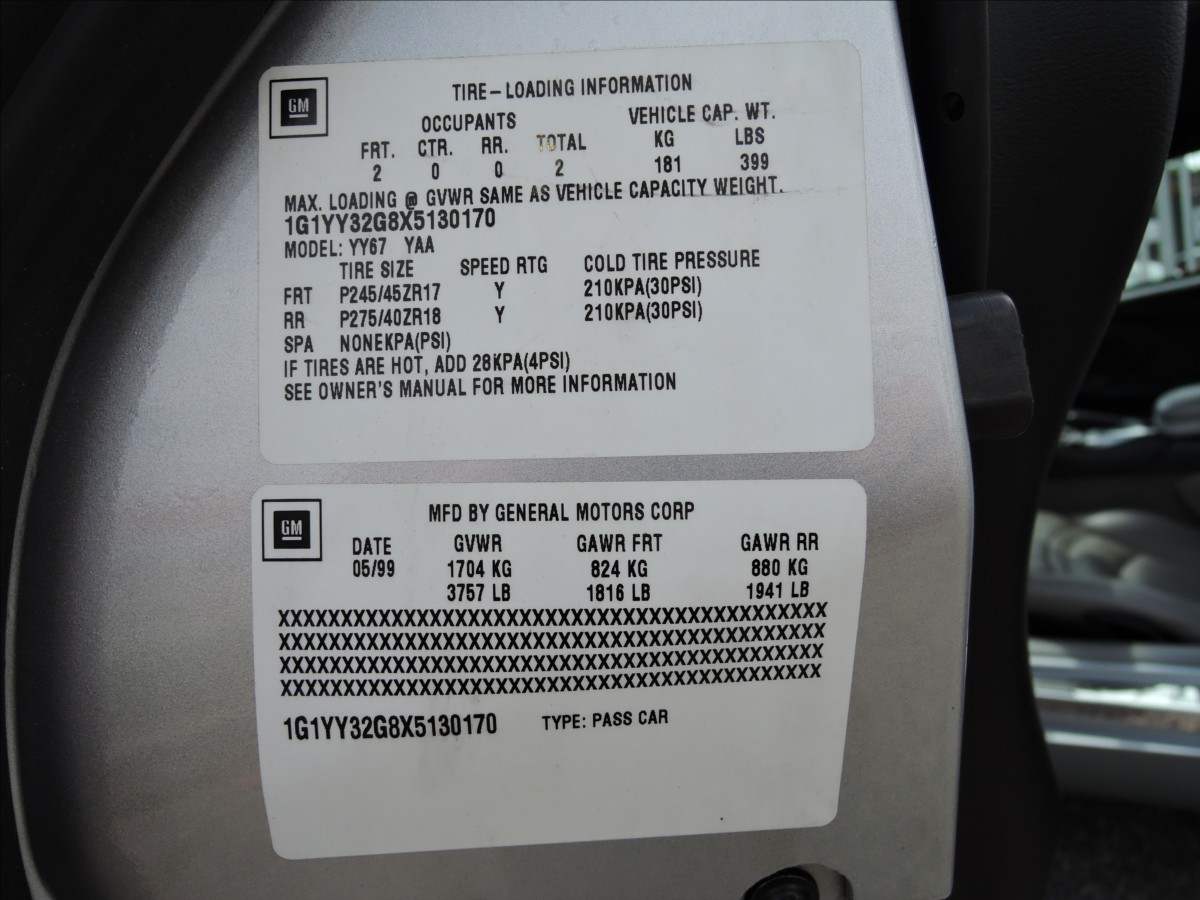 GM
TIRE-LOADING INFORMATION
OCCUPANTS VEHICLE CAP. WT.
FRT. CTR. RR. TOTAL KG LBS
2 0 0 2 181 399
MAX. LOADING @ GVWR SAME AS VEHICLE CAPACITY WEIGHT.
1G1YY32G8X5130170
MODEL: YY67 YAA
TIRE SIZE SPEED RTG COLD TIRE PRESSURE
FRT P245/45ZR17 Y 210KPA(30PSI)
RR P275/40ZR18 Y 210KPA(30PSI)
SPA NONEKPA(PSI)
IF TIRES ARE HOT, ADD 28KPA(4PSI)
SEE OWNER'S MANUAL FOR MORE INFORMATION
GM
MFD BY GENERAL MOTORS CORP
DATE GVWR GAWR FRT GAWR RR
05/99 1704 KG 824 KG 880 KG
3757 LB 1816 LB 1941 LB
XXXXXXXXXXXXXXXXXXXXXXXXXXXXXXXXXXXXXXXXXXX
XXXXXXXXXXXXXXXXXXXXXXXXXXXXXXXXXXXXXXXXXXX
XXXXXXXXXXXXXXXXXXXXXXXXXXXXXXXXXXXXXXXXXXX
XXXXXXXXXXXXXXXXXXXXXXXXXXXXXXXXXXXXXXXXXXX
1G1YY32G8X5130170 TYPE: PASS CAR